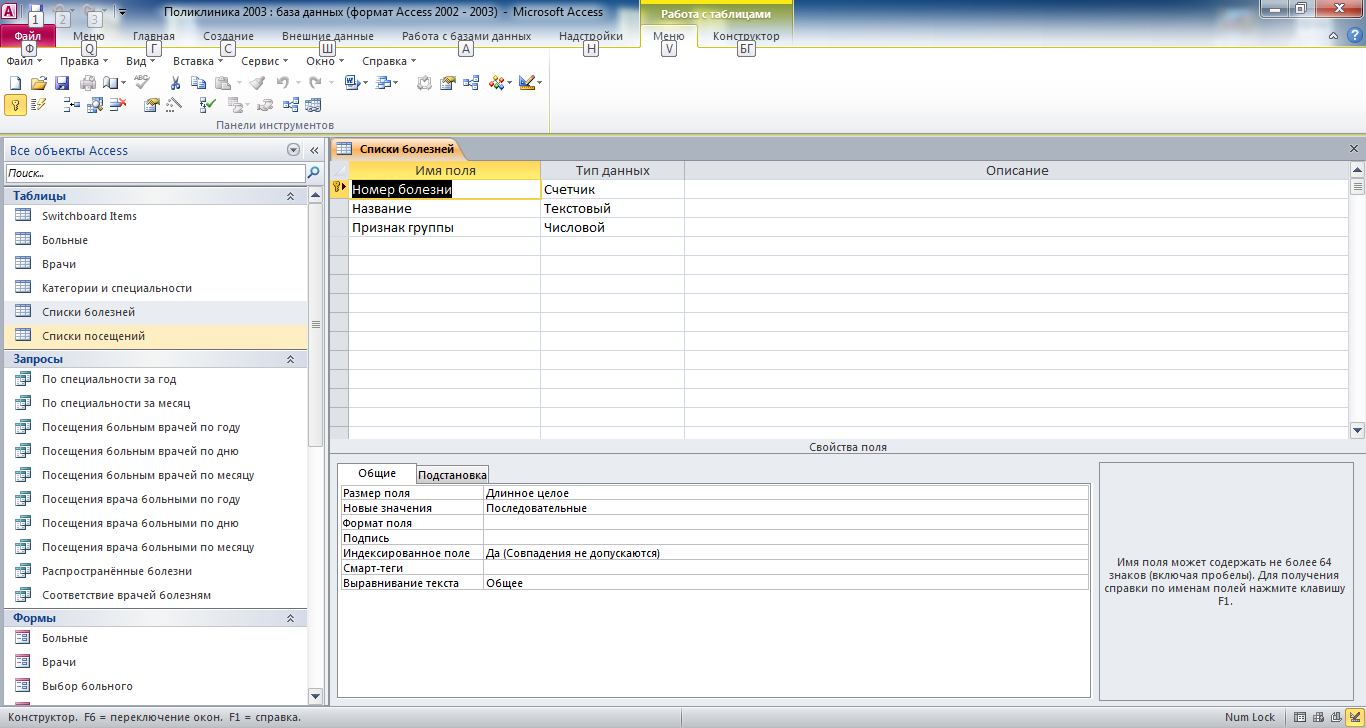 Поликлиника 2003 : база данных (формат Access 2002 - 2003) - Microsoft Access
Работа с таблицами
1 2 3
Файл Меню Главная Создание Внешние данные Работа с базами данных Надстройки Меню Конструктор
Ф Q Г С Ш А Н V БГ
Файл Правка Вид Вставка Сервис Окно Справка
ABC
Панели инструментов
Все объекты Access
Поиск...
Таблицы
Switchboard Items
Больные
Врачи
Категории и специальности
Списки болезней
Списки посещений
Запросы
По специальности за год
По специальности за месяц
Посещения больным врачей по году
Посещения больным врачей по дню
Посещения больным врачей по месяцу
Посещения врача больными по году
Посещения врача больными по дню
Посещения врача больными по месяцу
Распространённые болезни
Соответствие врачей болезням
Формы
Больные
Врачи
Выбор больного
Списки болезней
Имя поля Тип данных Описание
Номер болезни Счетчик
Название Текстовый
Признак группы Числовой
Свойства поля
Общие Подстановка
Размер поля Длинное целое
Новые значения Последовательные
Формат поля
Подпись
Индексированное поле Да (Совпадения не допускаются)
Смарт-теги
Выравнивание текста Общее
Имя поля может содержать не более 64
знаков (включая пробелы). Для получения
справки по именам полей нажмите клавишу
F1.
Конструктор. F6 = переключение окон. F1 = справка.
Num Lock